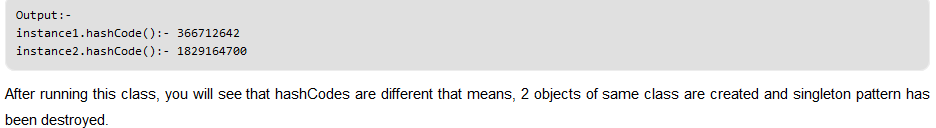 Output:-
instance1.hashCode():- 366712642
instance2.hashCode():- 1829164700
After running this class, you will see that hashCodes are different that means, 2 objects of same class are created and singleton pattern has
been destroyed.